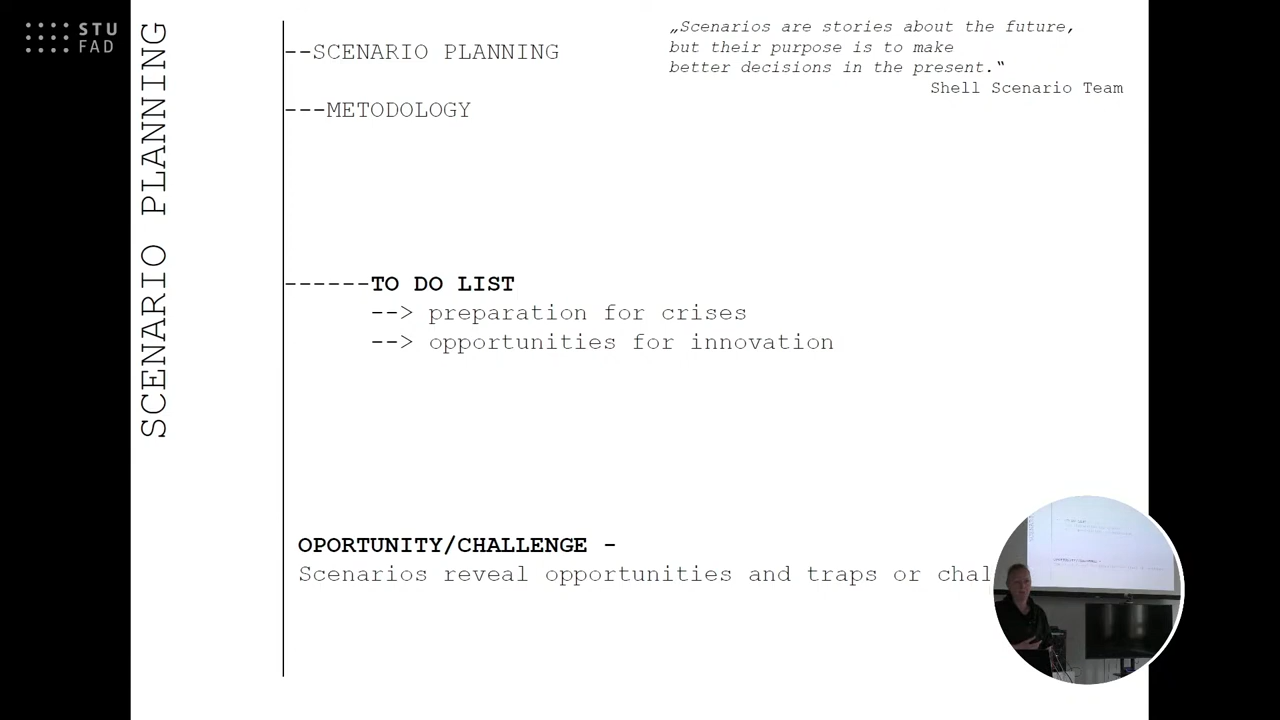 STU
FAD
SCENARIO PLANNING
--SCENARIO PLANNING
„Scenarios are stories about the future,
but their purpose is to make
better decisions in the present.“
Shell Scenario Team
---METODOLOGY
------TO DO LIST
--> preparation for crises
--> opportunities for innovation
OPORTUNITY/CHALLENGE -
Scenarios reveal opportunities and traps or chal